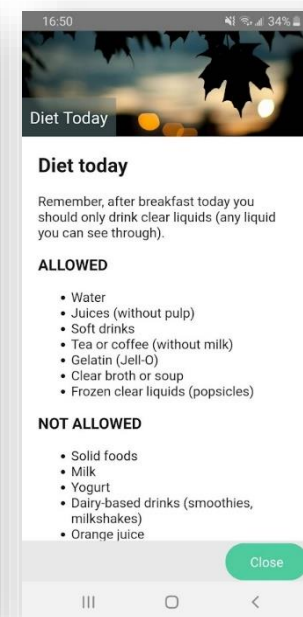 16:50
34%
Diet Today
Diet today
Remember, after breakfast today you
should only drink clear liquids (any liquid
you can see through).
ALLOWED
• Water
• Juices (without pulp)
• Soft drinks
• Tea or coffee (without milk)
• Gelatin (Jell-O)
• Clear broth or soup
• Frozen clear liquids (popsicles)
NOT ALLOWED
• Solid foods
• Milk
• Yogurt
• Dairy-based drinks (smoothies,
milkshakes)
• Orange juice
Close